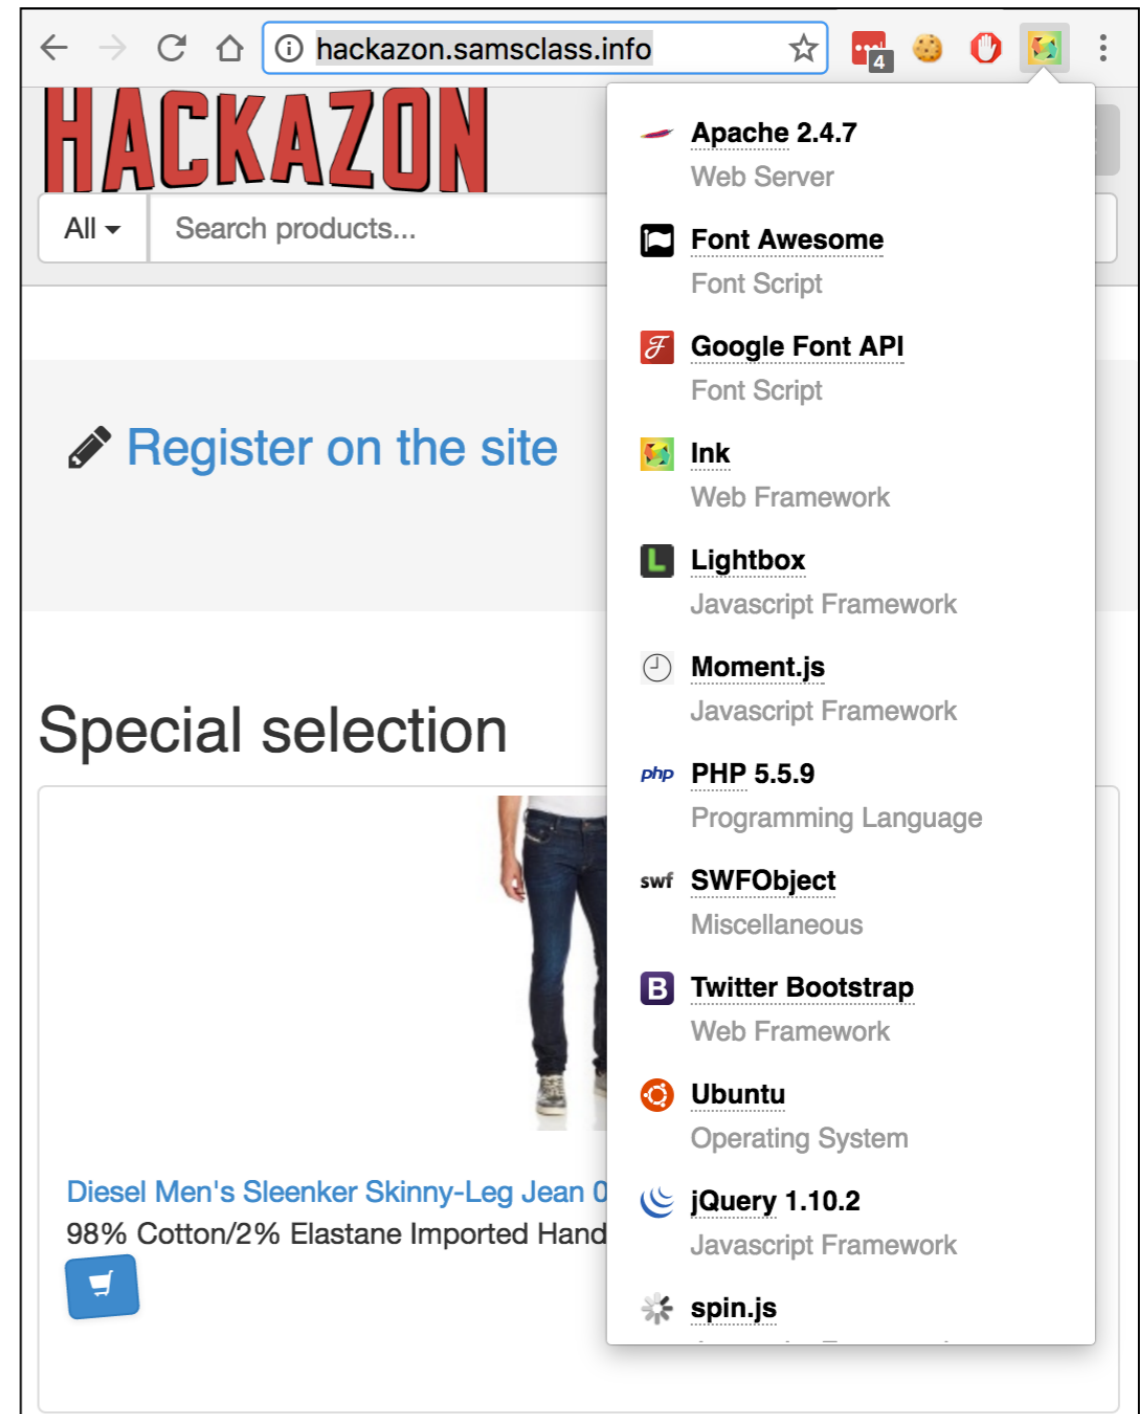 hackazon.samsclass.info
4
HACKAZON
All
Search products...
Register on the site
Special selection
Diesel Men's Sleenker Skinny-Leg Jean 0
98% Cotton/2% Elastane Imported Hand
Apache 2.4.7
Web Server
Font Awesome
Font Script
Google Font API
Font Script
Ink
Web Framework
L
Lightbox
Javascript Framework
Moment.js
Javascript Framework
php PHP 5.5.9
Programming Language
swf SWFObject
Miscellaneous
B Twitter Bootstrap
Web Framework
Ubuntu
Operating System
jQuery 1.10.2
Javascript Framework
spin.js